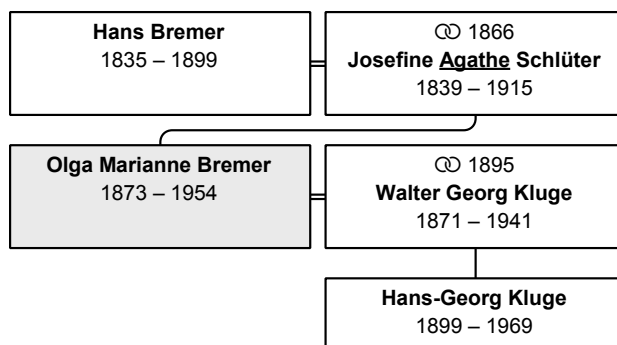 Hans Bremer
1835 – 1899
⚭ 1866
Josefine Agathe Schlüter
1839 – 1915
Olga Marianne Bremer
1873 – 1954
⚭ 1895
Walter Georg Kluge
1871 – 1941
Hans-Georg Kluge
1899 – 1969